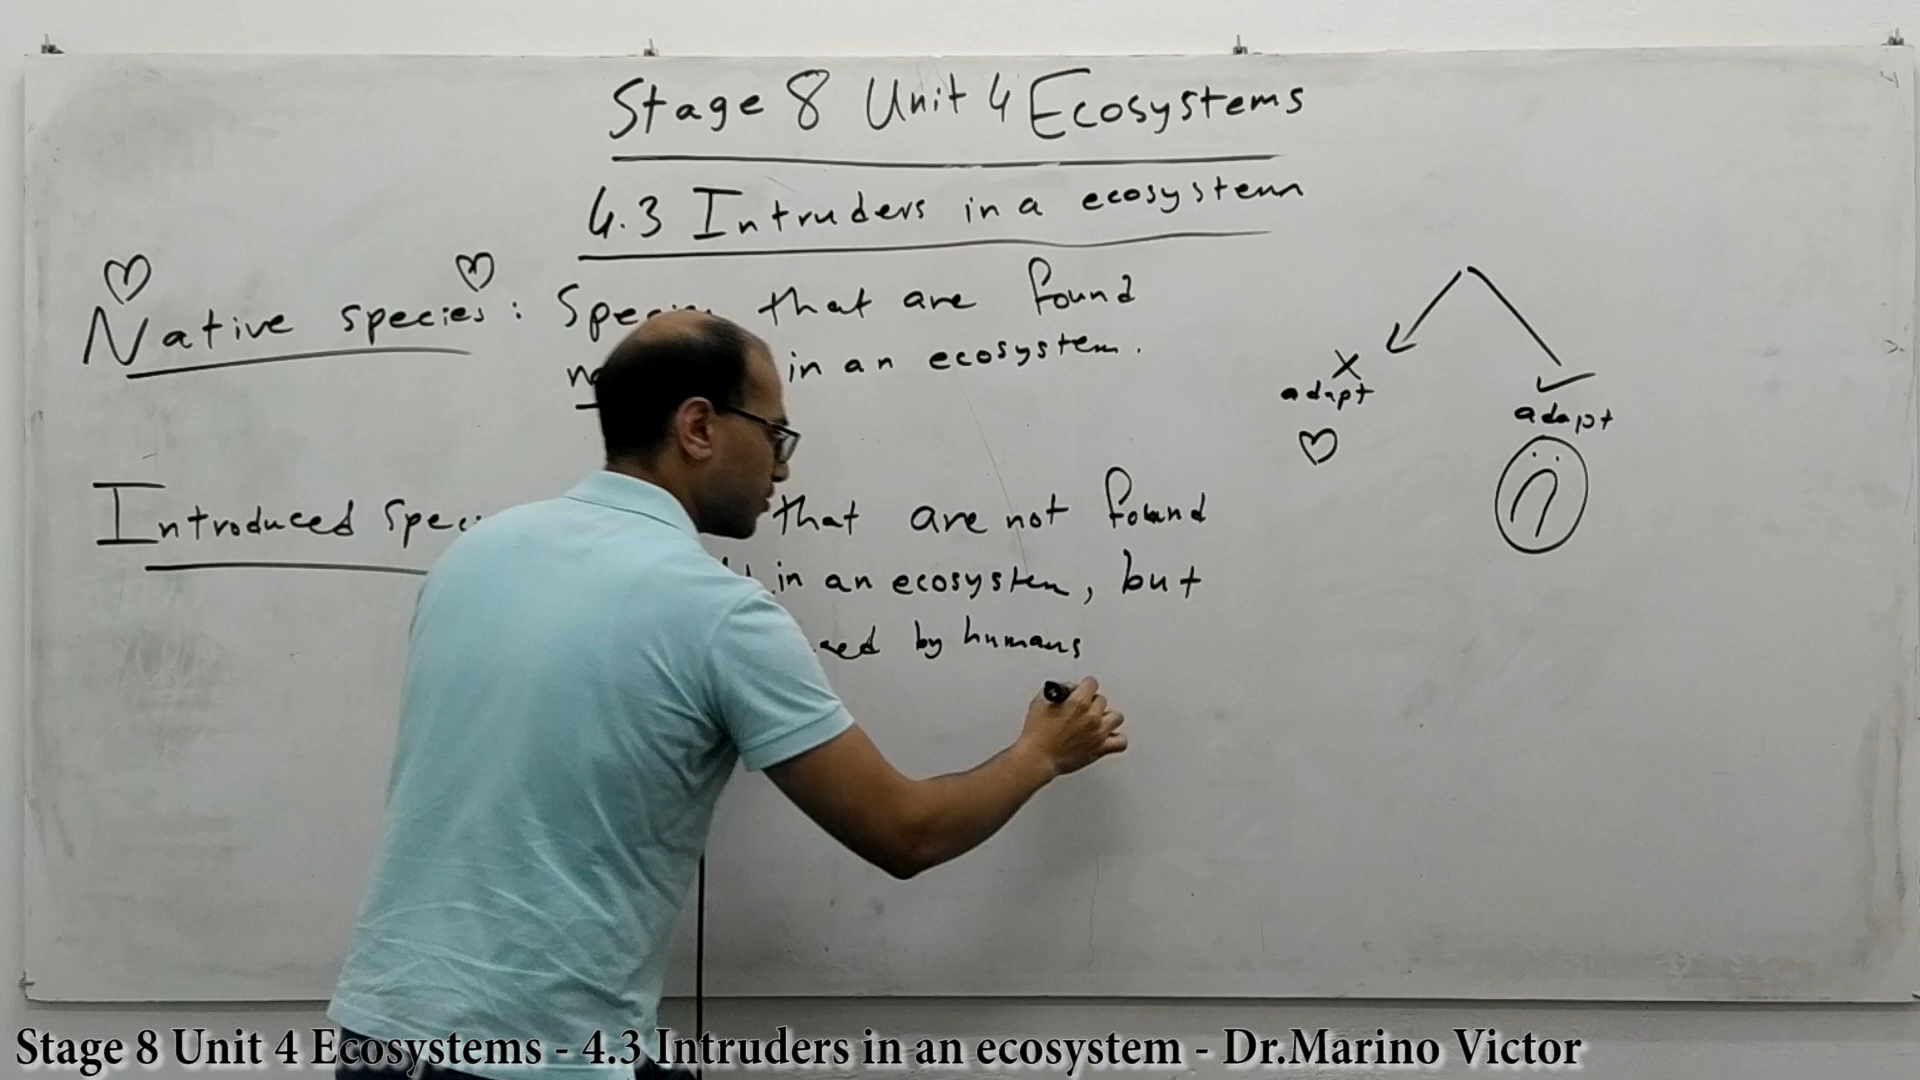 Stage 8 Unit 4 Ecosystems
4.3 Intruders in a ecosystem
Native species: Species that are found
in an ecosystem.
Introduced that are not found
in an ecosystem, but
by humans
adapt
adapt
Stage 8 Unit 4 Ecosystems - 4.3 Intruders in an ecosystem - Dr.Marino Victor